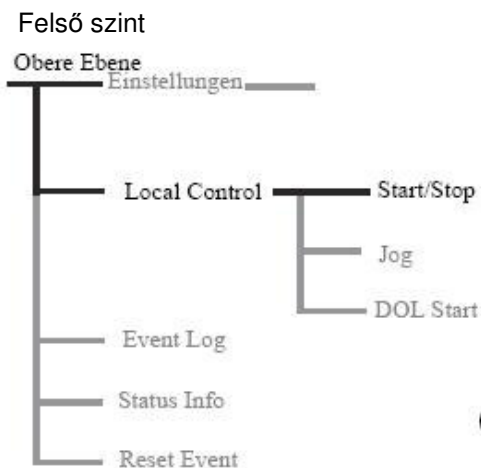 Felső szint
Obere Ebene
Einstellungen
Local Control
Start/Stop
Jog
DOL Start
Event Log
Status Info
Reset Event